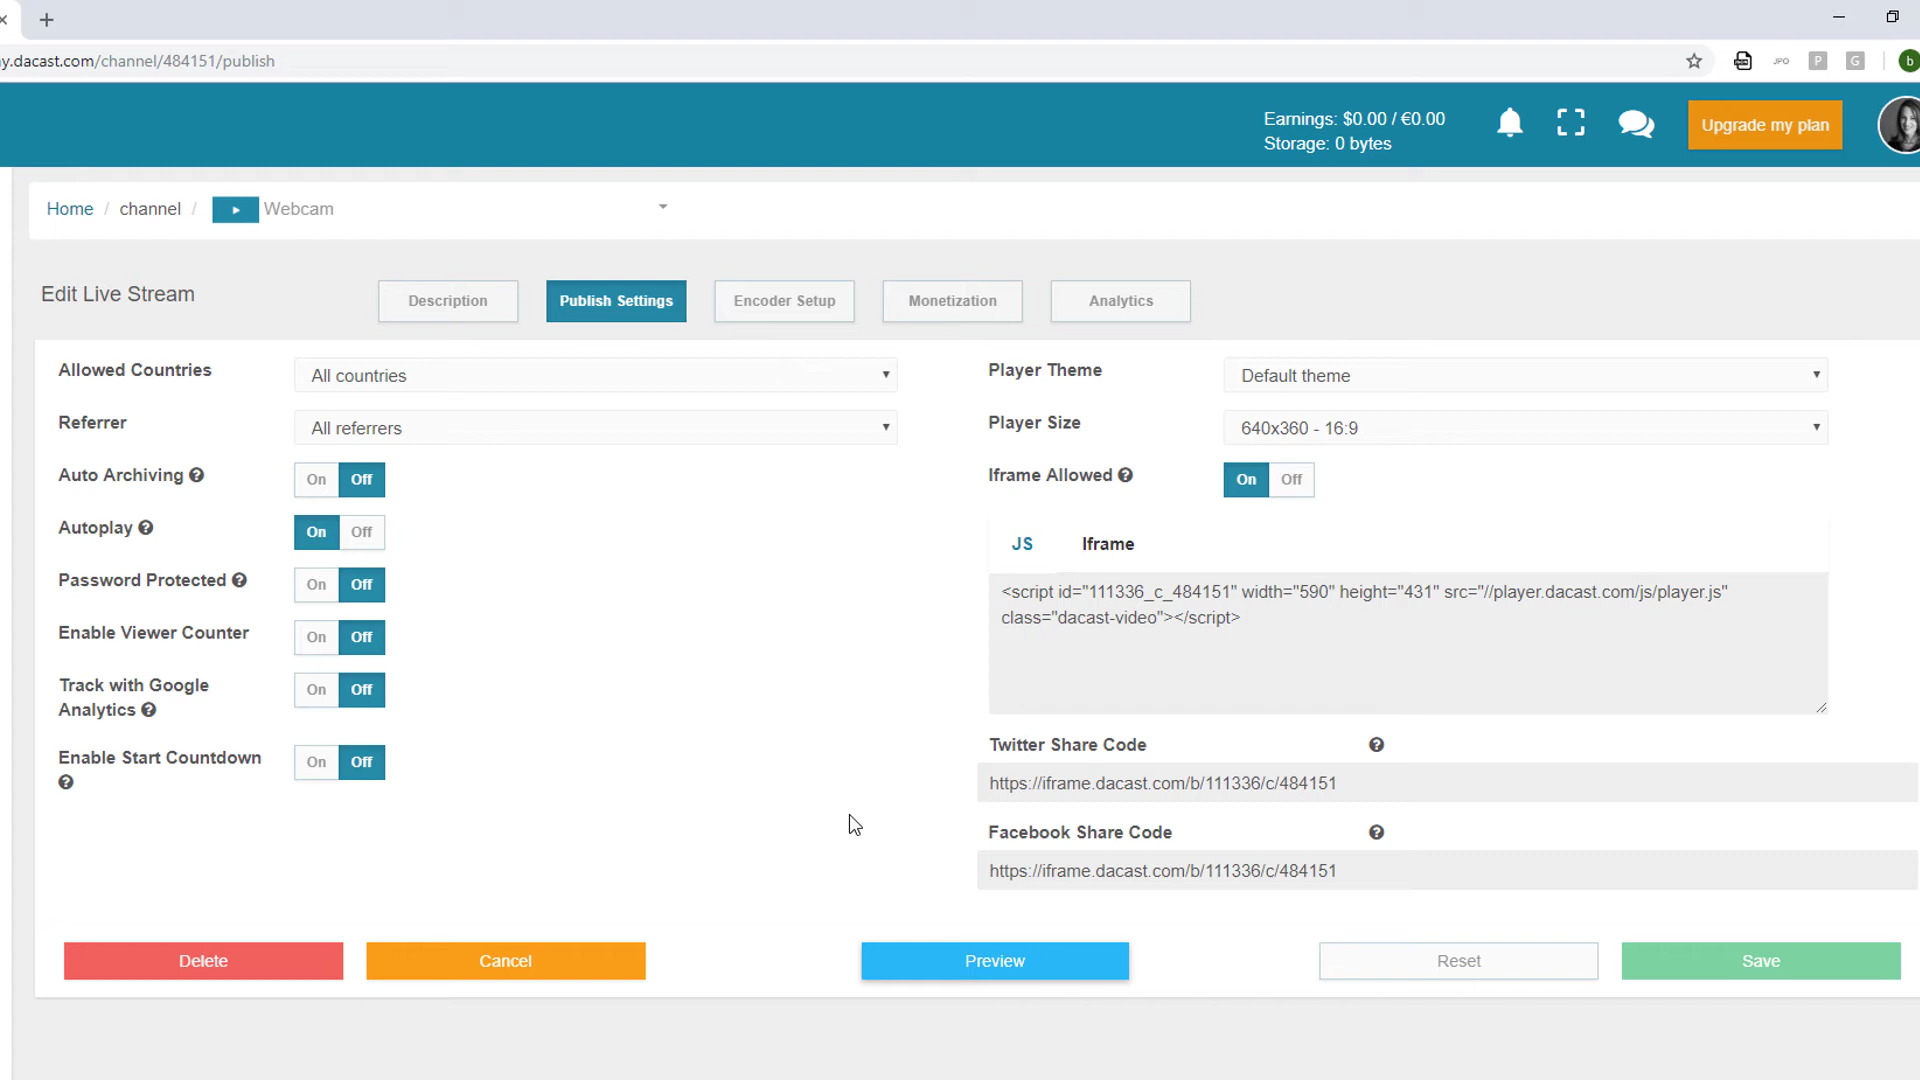 y.dacast.com/channel/484151/publish
JPO
P
G
b
Earnings: $0.00 / €0.00
Storage: 0 bytes
Upgrade my plan
Home / channel / Webcam
Edit Live Stream
Description
Publish Settings
Encoder Setup
Monetization
Analytics
Allowed Countries
All countries
Referrer
All referrers
Auto Archiving
On Off
Autoplay
On Off
Password Protected
On Off
Enable Viewer Counter
On Off
Track with Google
Analytics
On Off
Enable Start Countdown
On Off
Player Theme
Default theme
Player Size
640x360 - 16:9
Iframe Allowed
On Off
JS Iframe
<script id="111336_c_484151" width="590" height="431" src="//player.dacast.com/js/player.js"
class="dacast-video"></script>
Twitter Share Code
https://iframe.dacast.com/b/111336/c/484151
Facebook Share Code
https://iframe.dacast.com/b/111336/c/484151
Delete
Cancel
Preview
Reset
Save